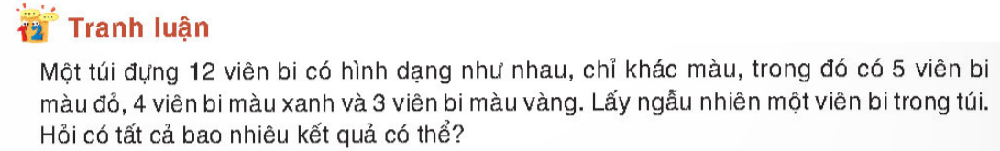 Tranh luận
Một túi đựng 12 viên bi có hình dạng như nhau, chỉ khác màu, trong đó có 5 viên bi
màu đỏ, 4 viên bi màu xanh và 3 viên bi màu vàng. Lấy ngẫu nhiên một viên bi trong túi.
Hỏi có tất cả bao nhiêu kết quả có thể?